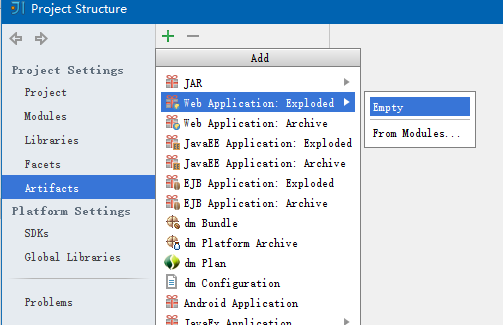 Project Structure
Add
Project Settings
Project
Modules
Libraries
Facets
Artifacts
Platform Settings
SDKs
Global Libraries
Problems
JAR
Web Application: Exploded
Web Application: Archive
JavaEE Application: Exploded
JavaEE Application: Archive
EJB Application: Exploded
EJB Application: Archive
dm Bundle
dm Platform Archive
dm Plan
dm Configuration
Android Application
JavaFx Application
Empty
From Modules...